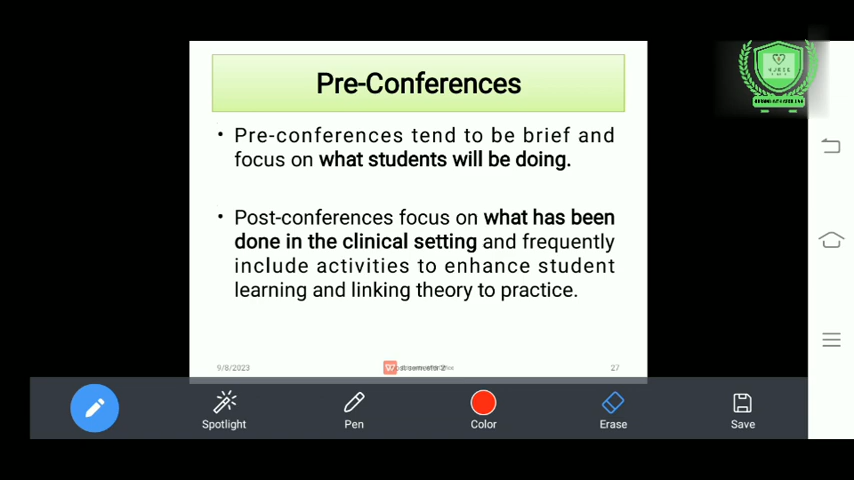 Pre-Conferences
• Pre-conferences tend to be brief and
focus on what students will be doing.
• Post-conferences focus on what has been
done in the clinical setting and frequently
include activities to enhance student
learning and linking theory to practice.
9/8/2023
27
Spotlight
Pen
Color
Erase
Save